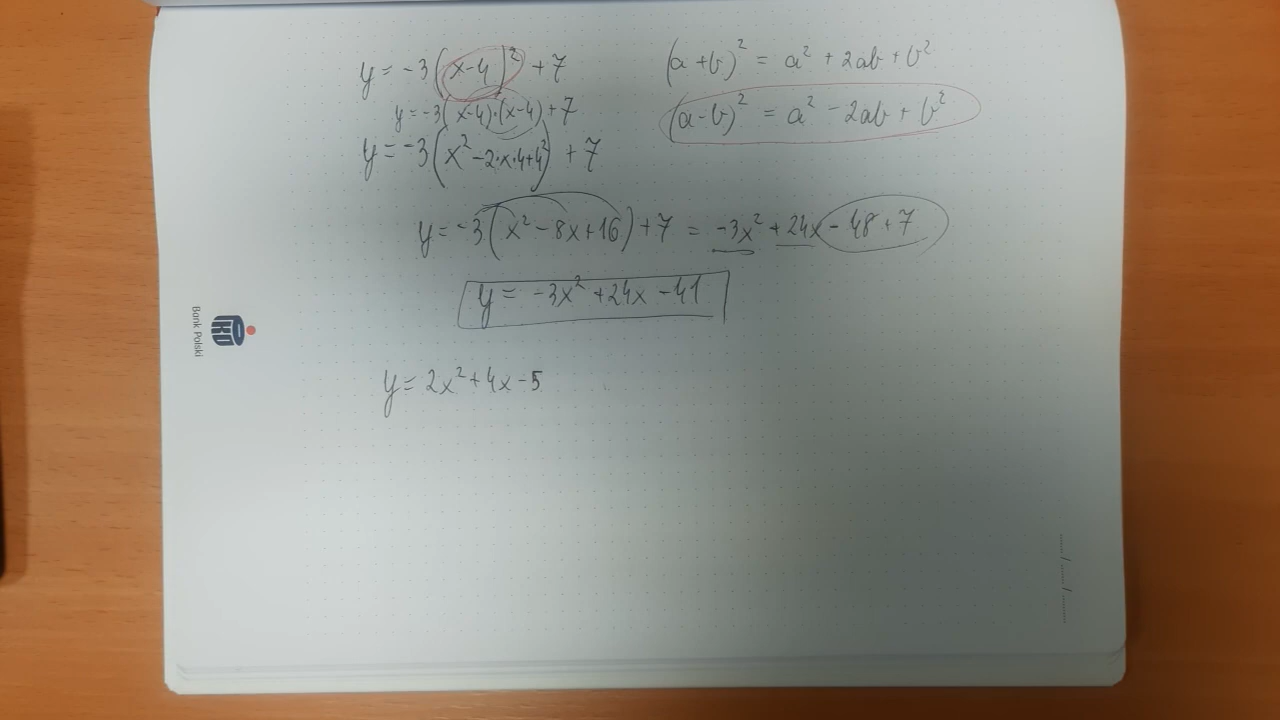 y = -3(x-4)² + 7
(a+b)² = a² + 2ab + b²
y = -3(x-4)·(x-4) + 7
(a-b)² = a² - 2ab + b²
y = -3(x² - 2·x·4+4²) + 7
y = -3(x² - 8x + 16) + 7 = -3x² + 24x - 48 + 7
y = -3x² + 24x - 41
y = 2x² + 4x - 5
Bank Polski